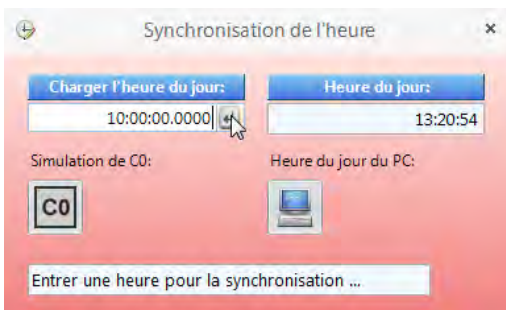 Synchronisation de l'heure
Charger l'heure du jour:
Heure du jour:
10:00:00.0000
13:20:54
Simulation de C0:
Heure du jour du PC:
C0
Entrer une heure pour la synchronisation ...